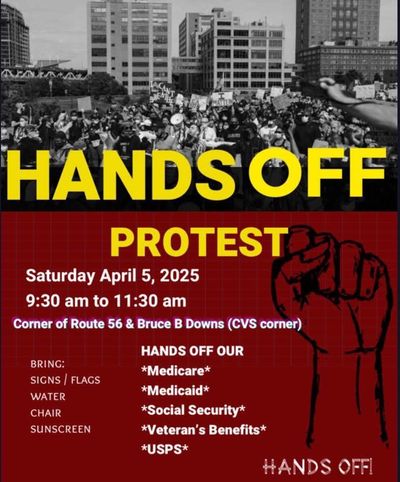 HANDS OFF
PROTEST
Saturday April 5, 2025
9:30 am to 11:30 am
Corner of Route 56 & Bruce B Downs (CVS corner)
BRING:
SIGNS / FLAGS
WATER
CHAIR
SUNSCREEN
HANDS OFF OUR
*Medicare*
*Medicaid*
*Social Security*
*Veteran's Benefits*
*USPS*
HANDS OFF!